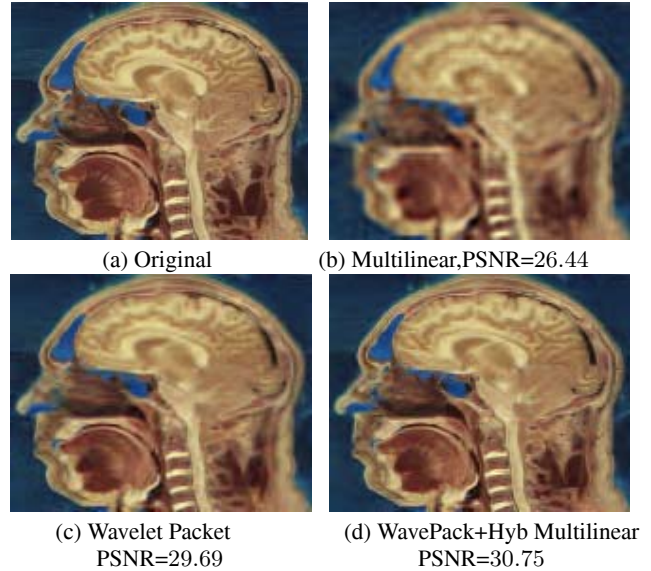 (a) Original
(b) Multilinear,PSNR=26.44
(c) Wavelet Packet
PSNR=29.69
(d) WavePack+Hyb Multilinear
PSNR=30.75